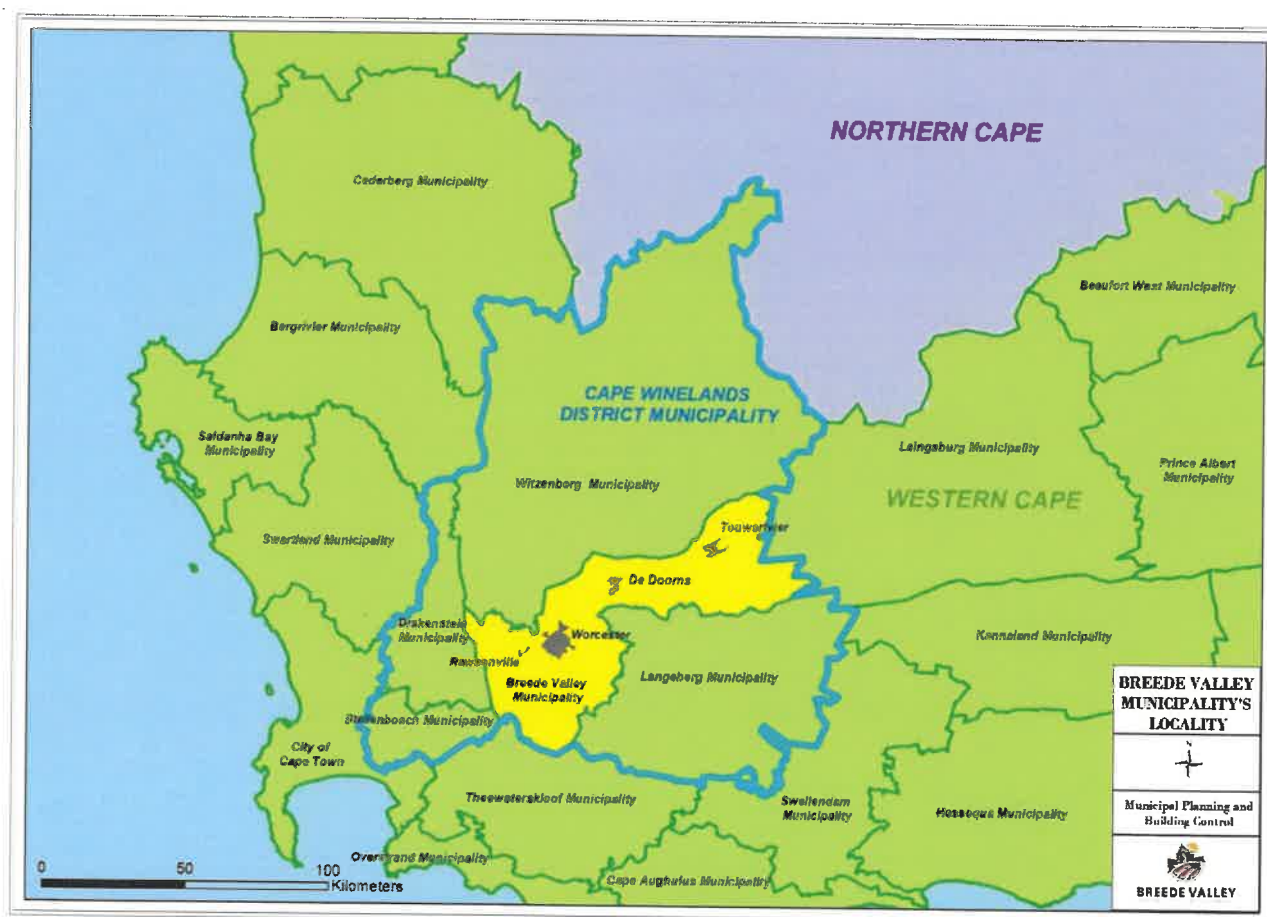 NORTHERN CAPE
Cederberg Municipality
Beaufort West Municipality
Bergrivier Municipality
CAPE WINELANDS
DISTRICT MUNICIPALITY
Saldanha Bay
Municipality
Laingsburg Municipality
Prince Albert
Municipality
Witzenberg Municipality
WESTERN CAPE
Touwsrivier
Swartland Municipality
De Doorns
Drakenstein
Municipality
Worcester
Kannaland Municipality
Rawsonville
Langeberg Municipality
Breede Valley
Municipality
BREEDE VALLEY
MUNICIPALITY'S
LOCALITY
Stellenbosch Municipality
City of
Cape Town
N
Theewaterskloof Municipality
Swellendam
Municipality
Hessequa Municipality
Municipal Planning and
Building Control
Overstrand Municipality
Cape Aughulus Municipality
0 50 100
Kilometers
BREEDE VALLEY